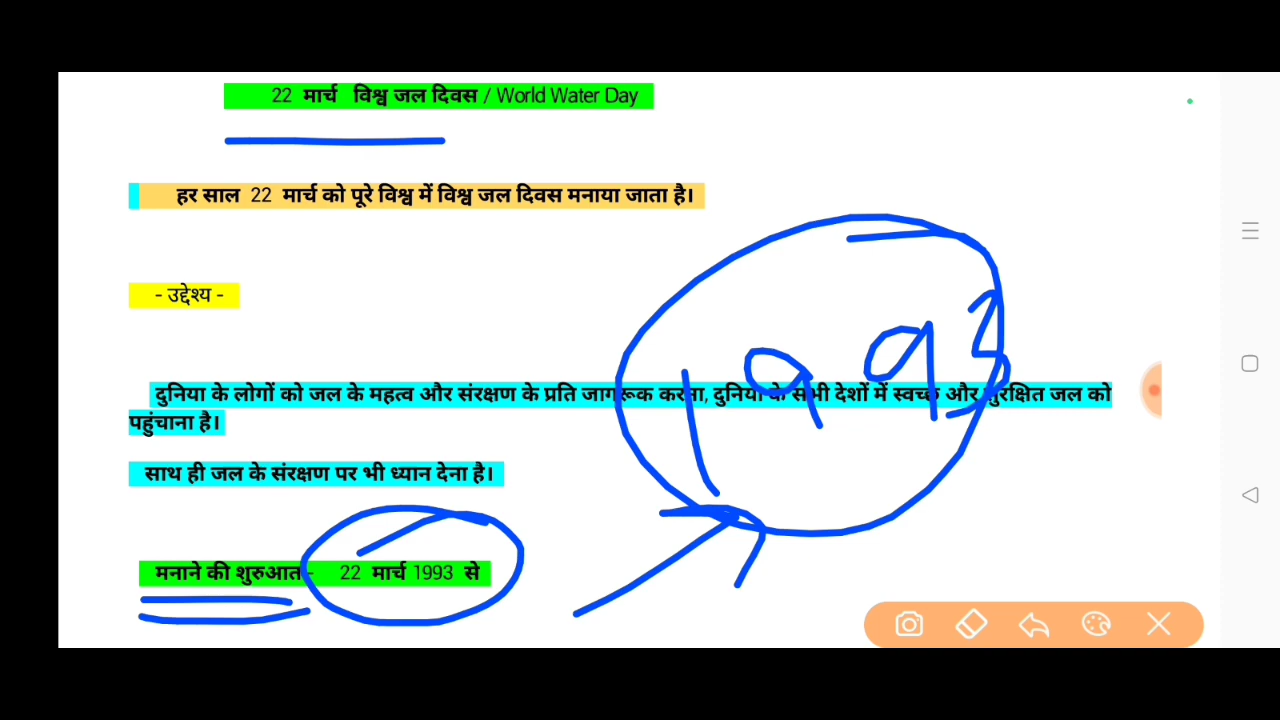 22 मार्च विश्व जल दिवस / World Water Day
हर साल 22 मार्च को पूरे विश्व में विश्व जल दिवस मनाया जाता है।
- उद्देश्य -
1993
दुनिया के लोगों को जल के महत्व और संरक्षण के प्रति जागरूक करना, दुनिया के सभी देशों में स्वच्छ और सुरक्षित जल को
पहुंचाना है।
साथ ही जल के संरक्षण पर भी ध्यान देना है।
मनाने की शुरुआत - 22 मार्च 1993 से